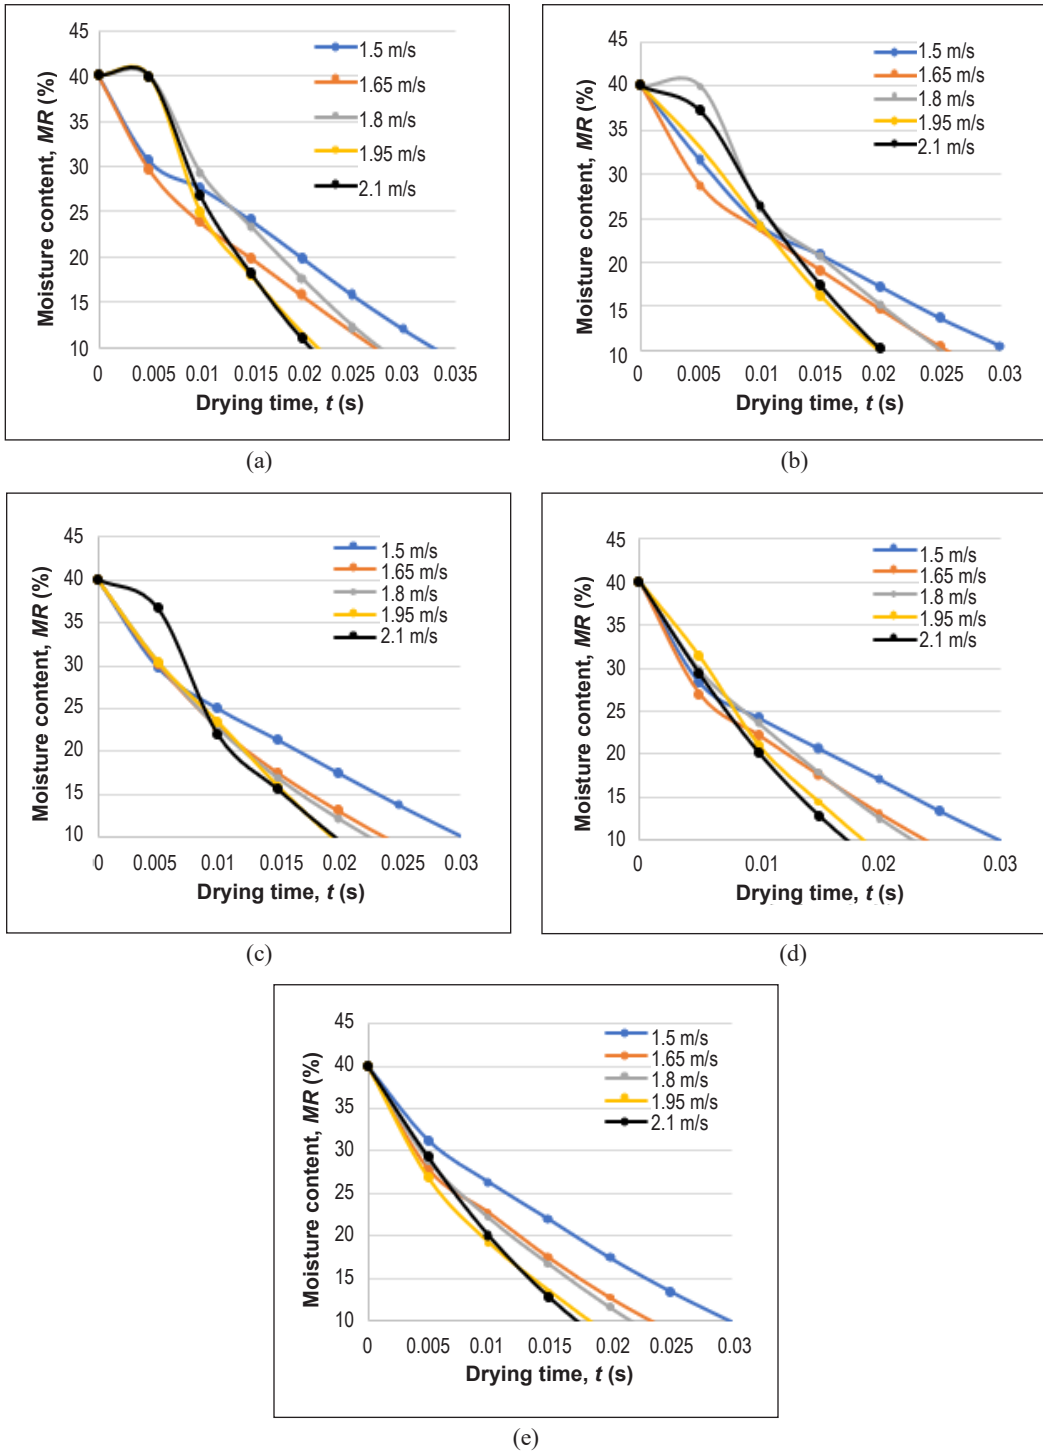 45
40
35
30
25
20
15
10
Moisture content, MR (%)
1.5 m/s
1.65 m/s
1.8 m/s
1.95 m/s
2.1 m/s
0 0.005 0.01 0.015 0.02 0.025 0.03 0.035
Drying time, t (s)
(a)
45
40
35
30
25
20
15
10
Moisture content, MR (%)
1.5 m/s
1.65 m/s
1.8 m/s
1.95 m/s
2.1 m/s
0 0.005 0.01 0.015 0.02 0.025 0.03
Drying time, t (s)
(b)
45
40
35
30
25
20
15
10
Moisture content, MR (%)
1.5 m/s
1.65 m/s
1.8 m/s
1.95 m/s
2.1 m/s
0 0.005 0.01 0.015 0.02 0.025 0.03
Drying time, t (s)
(c)
45
40
35
30
25
20
15
10
Moisture content, MR (%)
1.5 m/s
1.65 m/s
1.8 m/s
1.95 m/s
2.1 m/s
0 0.01 0.02 0.03
Drying time, t (s)
(d)
45
40
35
30
25
20
15
10
Moisture content, MR (%)
1.5 m/s
1.65 m/s
1.8 m/s
1.95 m/s
2.1 m/s
0 0.005 0.01 0.015 0.02 0.025 0.03
Drying time, t (s)
(e)